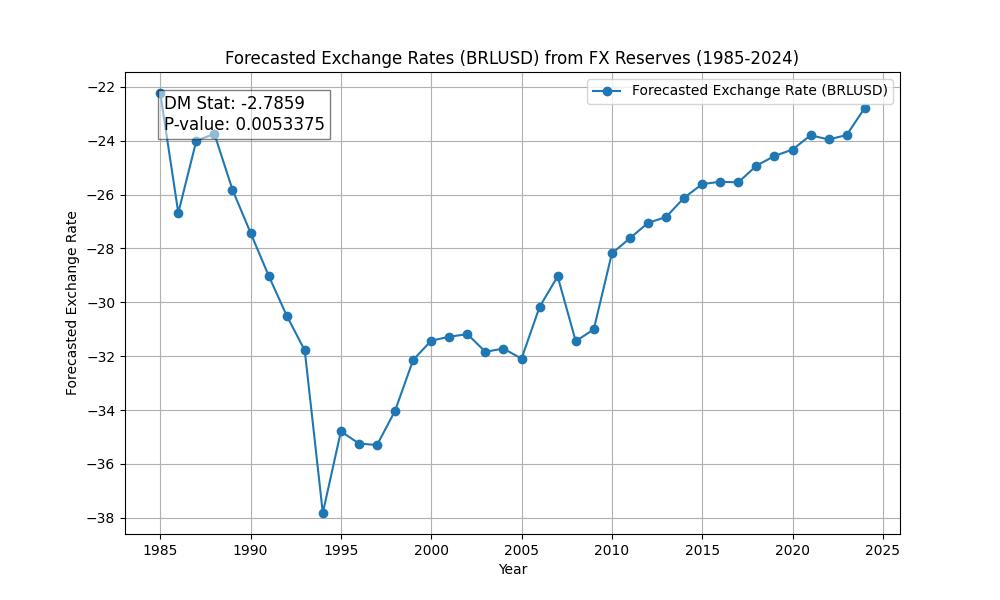 Forecasted Exchange Rates (BRLUSD) from FX Reserves (1985-2024)
Forecasted Exchange Rate (BRLUSD)
DM Stat: -2.7859
P-value: 0.0053375
Forecasted Exchange Rate
−22
−24
−26
−28
−30
−32
−34
−36
−38
1985 1990 1995 2000 2005 2010 2015 2020 2025
Year